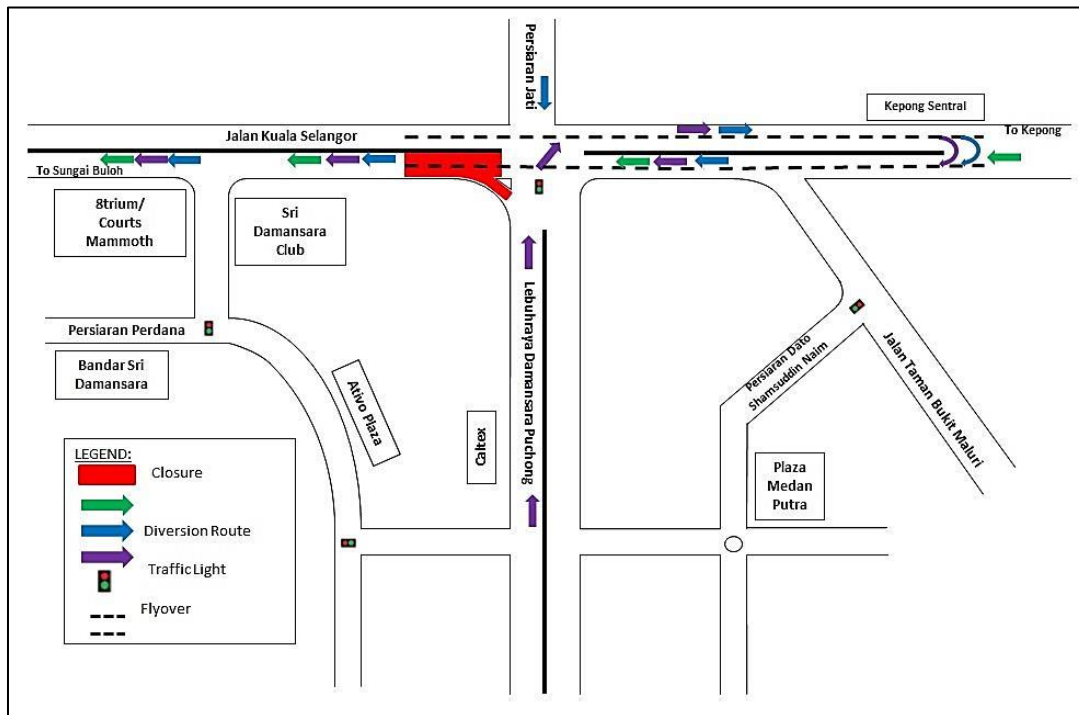 Persiaran Jati
Kepong Sentral
Jalan Kuala Selangor
To Kepong
To Sungai Buloh
8trium/
Courts
Mammoth
Sri
Damansara
Club
Lebuhraya Damansara Puchong
Persiaran Perdana
Bandar Sri
Damansara
Ativo Plaza
Caltex
Persiaran Dato
Shamsuddin Naim
Jalan Taman Bukit Maluri
Plaza
Medan
Putra
LEGEND:
Closure
Diversion Route
Traffic Light
Flyover